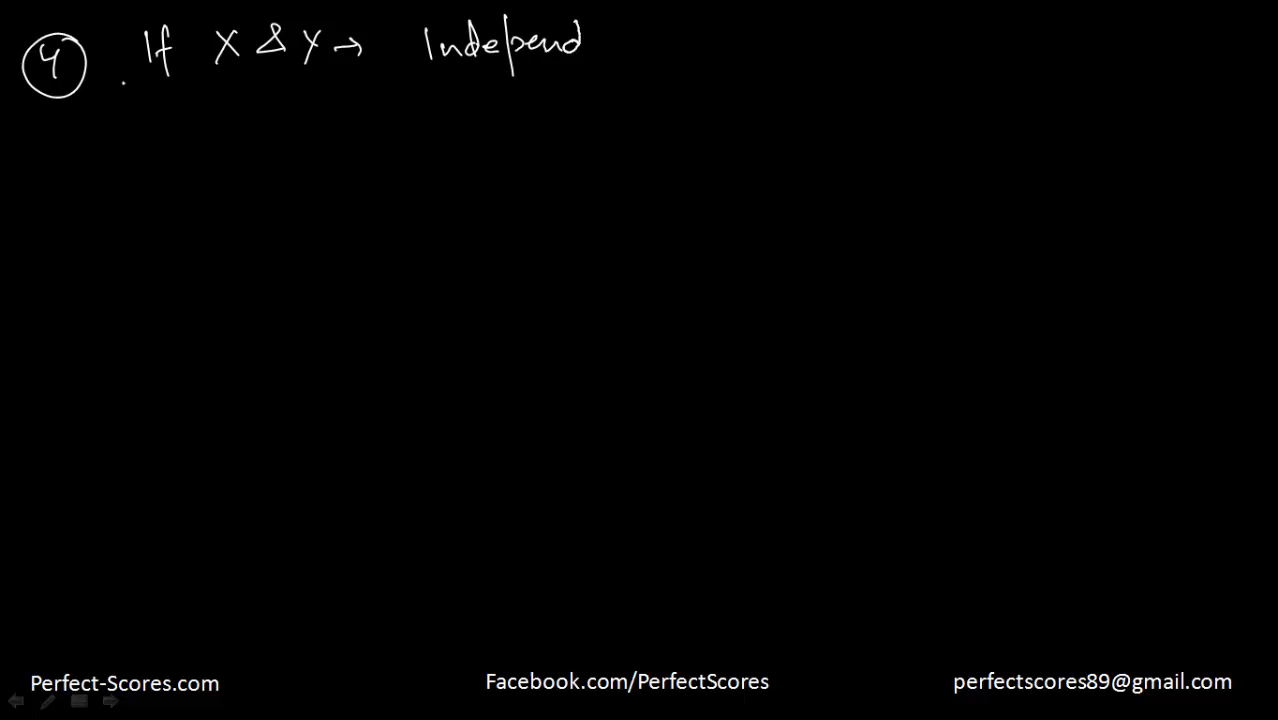 4 If X & Y → Independ
Perfect-Scores.com Facebook.com/PerfectScores perfectscores89@gmail.com